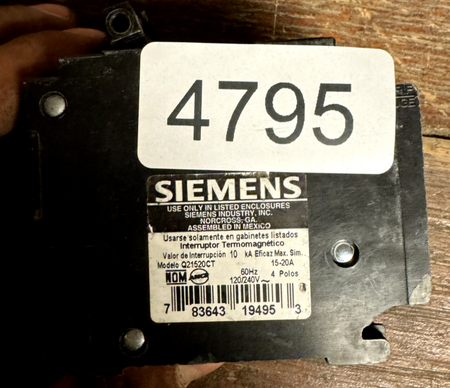 4795
SIEMENS
USE ONLY IN LISTED ENCLOSURES
SIEMENS INDUSTRY, INC.
NORCROSS, GA.
ASSEMBLED IN MEXICO
Usarse solamente en gabinetes listados
Interruptor Termomagnético
Valor de Interrupción 10 kA Eficaz Max. Sim..
Modelo Q21520CT 15-20A
NOM ANCE 60Hz 4 Polos
120/240V~
7 83643 19495 3